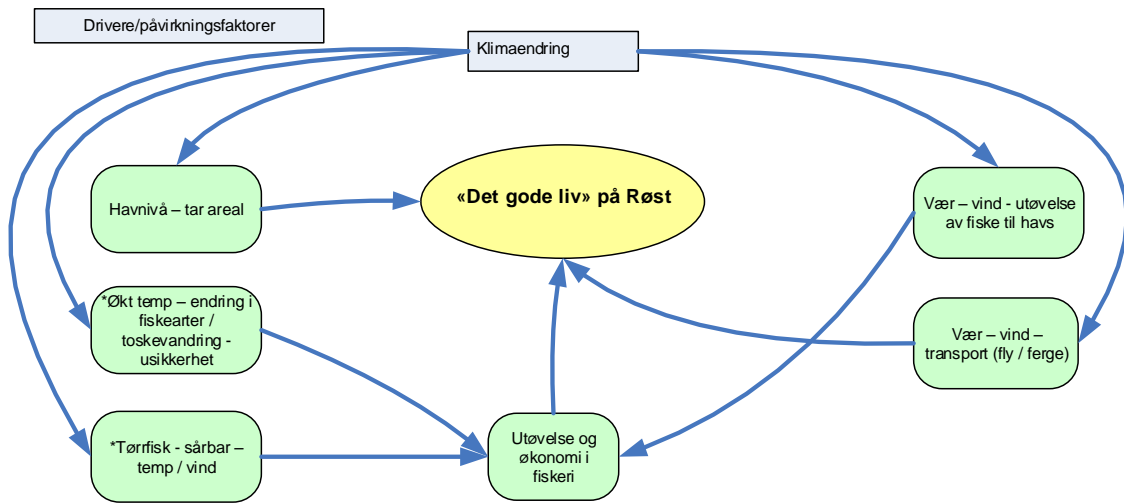 Drivere/påvirkningsfaktorer
Klimaendring
«Det gode liv» på Røst
Havnivå – tar areal
Vær – vind - utøvelse
av fiske til havs
*Økt temp – endring i
fiskearter /
toskevandring -
usikkerhet
Vær – vind –
transport (fly / ferge)
*Tørrfisk - sårbar –
temp / vind
Utøvelse og
økonomi i
fiskeri